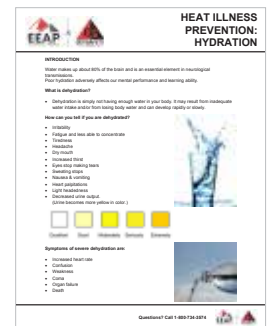 HEAT ILLNESS
PREVENTION:
HYDRATION
EEAP
INTRODUCTION
Water makes up about 80% of the brain and is an essential element in neurological
transmissions.
Poor hydration adversely affects our mental performance and learning ability.
What is dehydration?
• Dehydration is simply not having enough water in your body. It may result from inadequate
water intake and/or from losing body water and can develop rapidly or slowly.
How can you tell if you are dehydrated?
• Irritability
• Fatigue and less able to concentrate
• Tiredness
• Headache
• Dry mouth
• Increased thirst
• Eyes stop making tears
• Sweating stops
• Nausea & vomiting
• Heart palpitations
• Light headedness
• Decreased urine output
(Urine becomes more yellow in color.)
Good
Extremely
Symptoms of severe dehydration are:
• Increased heart rate
• Confusion
• Weakness
• Coma
• Organ failure
• Death
Questions? Call 1-800-734-3574